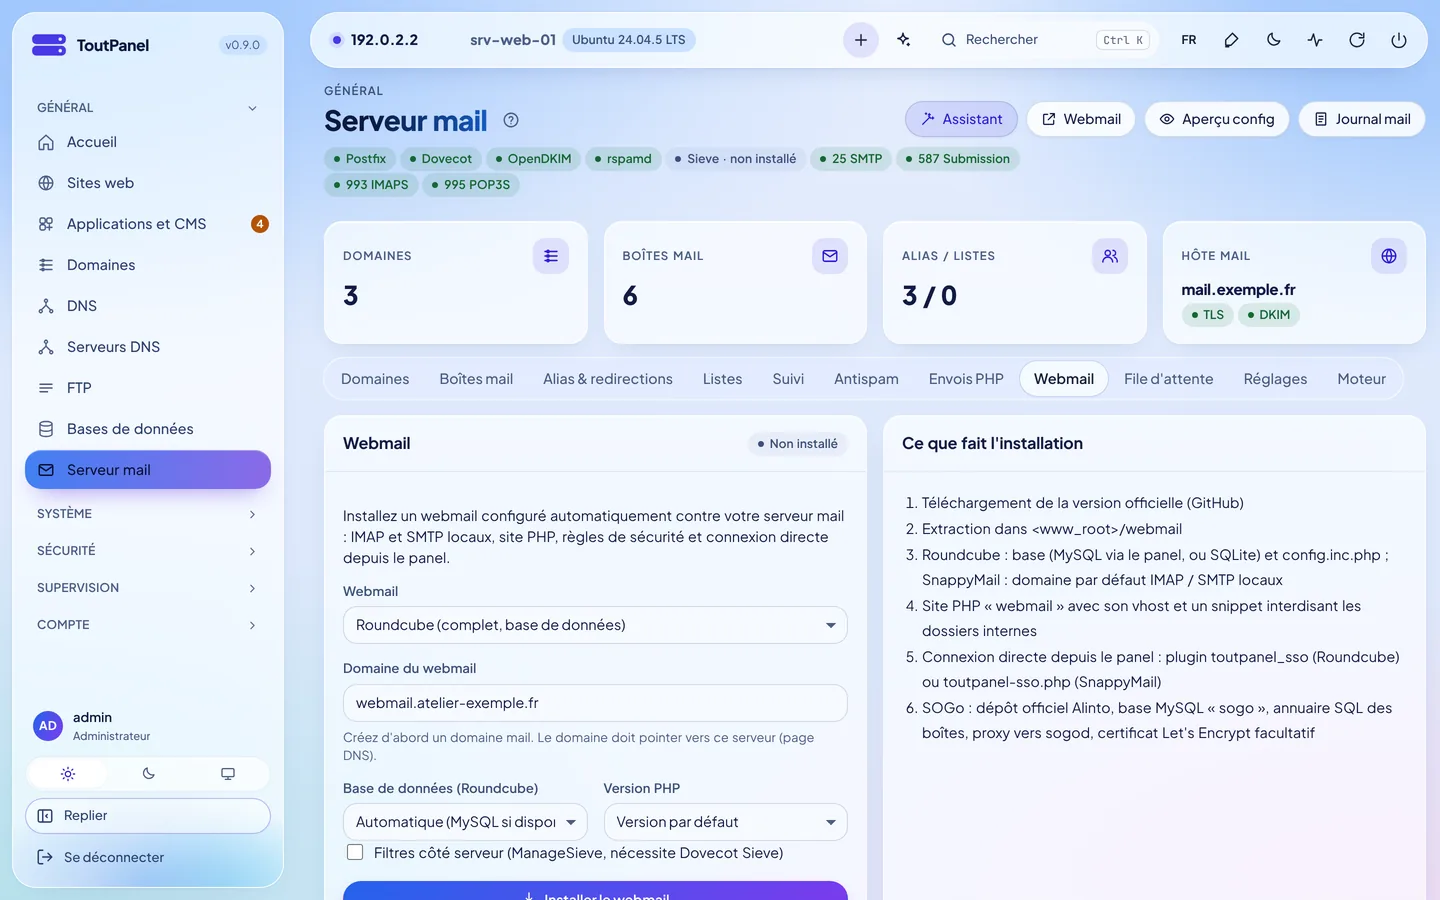 ToutPanel
v0.9.0
GÉNÉRAL
Accueil
Sites web
Applications et CMS
4
Domaines
DNS
Serveurs DNS
FTP
Bases de données
Serveur mail
SYSTÈME
SÉCURITÉ
SUPERVISION
COMPTE
AD
admin
Administrateur
Replier
Se déconnecter
192.0.2.2
srv-web-01
Ubuntu 24.04.5 LTS
Rechercher
Ctrl K
FR
GÉNÉRAL
Serveur mail
Assistant
Webmail
Aperçu config
Journal mail
Postfix
Dovecot
OpenDKIM
rspamd
Sieve · non installé
25 SMTP
587 Submission
993 IMAPS
995 POP3S
DOMAINES
3
BOÎTES MAIL
6
ALIAS / LISTES
3 / 0
HÔTE MAIL
mail.exemple.fr
TLS
DKIM
Domaines
Boîtes mail
Alias & redirections
Listes
Suivi
Antispam
Envois PHP
Webmail
File d'attente
Réglages
Moteur
Webmail
Non installé
Installez un webmail configuré automatiquement contre votre serveur mail
: IMAP et SMTP locaux, site PHP, règles de sécurité et connexion directe
depuis le panel.
Webmail
Roundcube (complet, base de données)
Domaine du webmail
webmail.atelier-exemple.fr
Créez d'abord un domaine mail. Le domaine doit pointer vers ce serveur (page
DNS).
Base de données (Roundcube)
Version PHP
Automatique (MySQL si dispor
Version par défaut
Filtres côté serveur (ManageSieve, nécessite Dovecot Sieve)
Installer le webmail
Ce que fait l'installation
1. Téléchargement de la version officielle (GitHub)
2. Extraction dans <www_root>/webmail
3. Roundcube : base (MySQL via le panel, ou SQLite) et config.inc.php ;
SnappyMail : domaine par défaut IMAP / SMTP locaux
4. Site PHP « webmail » avec son vhost et un snippet interdisant les
dossiers internes
5. Connexion directe depuis le panel : plugin toutpanel_sso (Roundcube)
ou toutpanel-sso.php (SnappyMail)
6. SOGo : dépôt officiel Alinto, base MySQL « sogo », annuaire SQL des
boîtes, proxy vers sogod, certificat Let's Encrypt facultatif